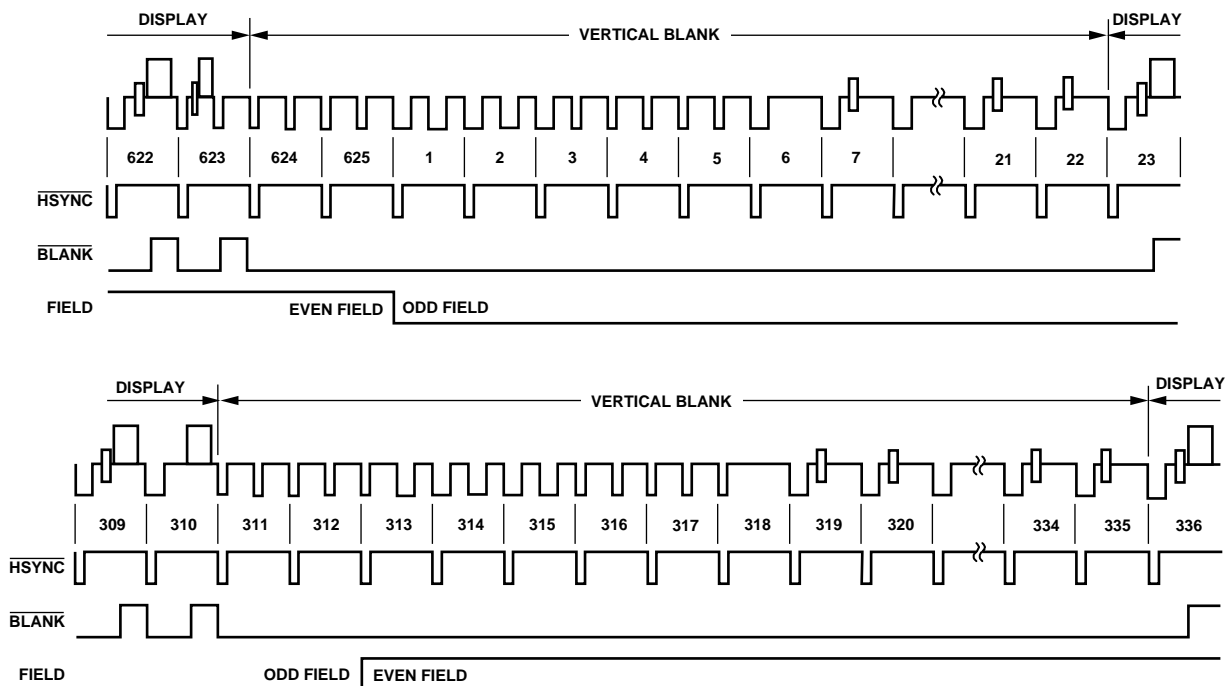 DISPLAY VERTICAL BLANK DISPLAY
622 623 624 625 1 2 3 4 5 6 7 21 22 23
HSYNC
BLANK
FIELD EVEN FIELD ODD FIELD
DISPLAY VERTICAL BLANK DISPLAY
309 310 311 312 313 314 315 316 317 318 319 320 334 335 336
HSYNC
BLANK
FIELD ODD FIELD EVEN FIELD